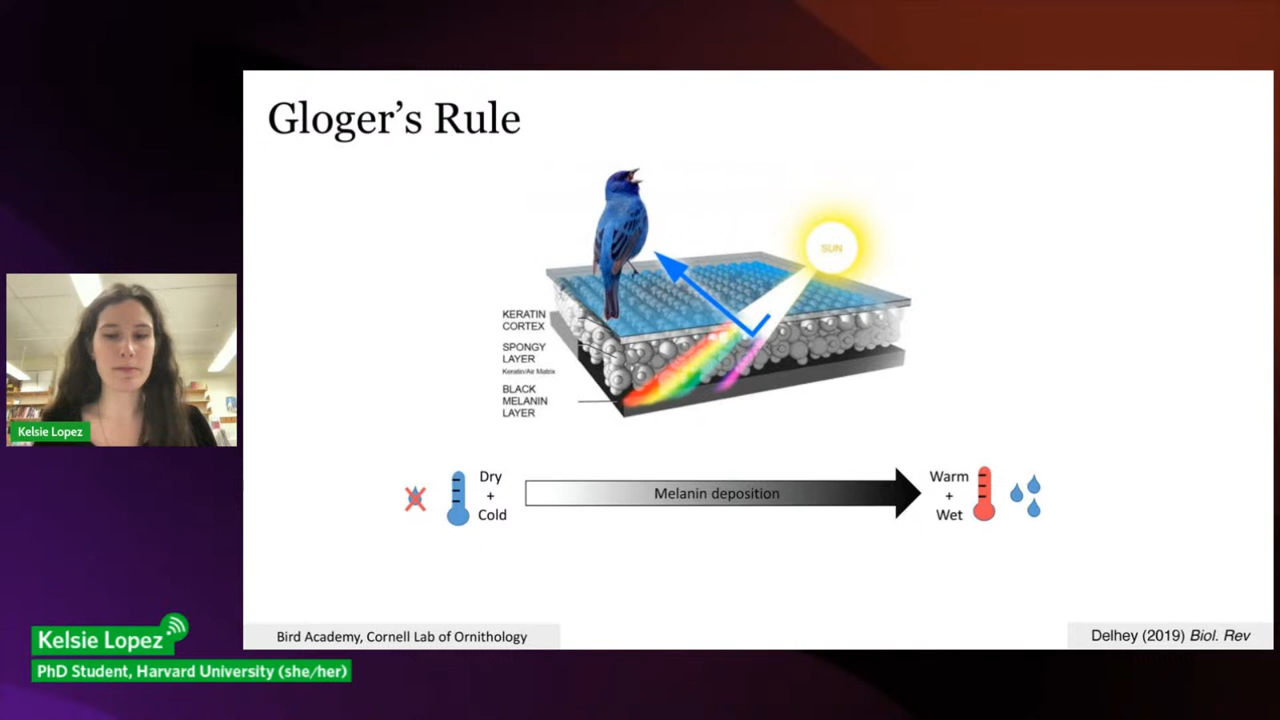 Gloger's Rule
SUN
KERATIN
CORTEX
SPONGY
LAYER
Keratin/Air Matrix
BLACK
MELANIN
LAYER
Dry
+
Cold
Melanin deposition
Warm
+
Wet
Bird Academy, Cornell Lab of Ornithology
Delhey (2019) Biol. Rev
Kelsie Lopez
Kelsie Lopez
PhD Student, Harvard University (she/her)